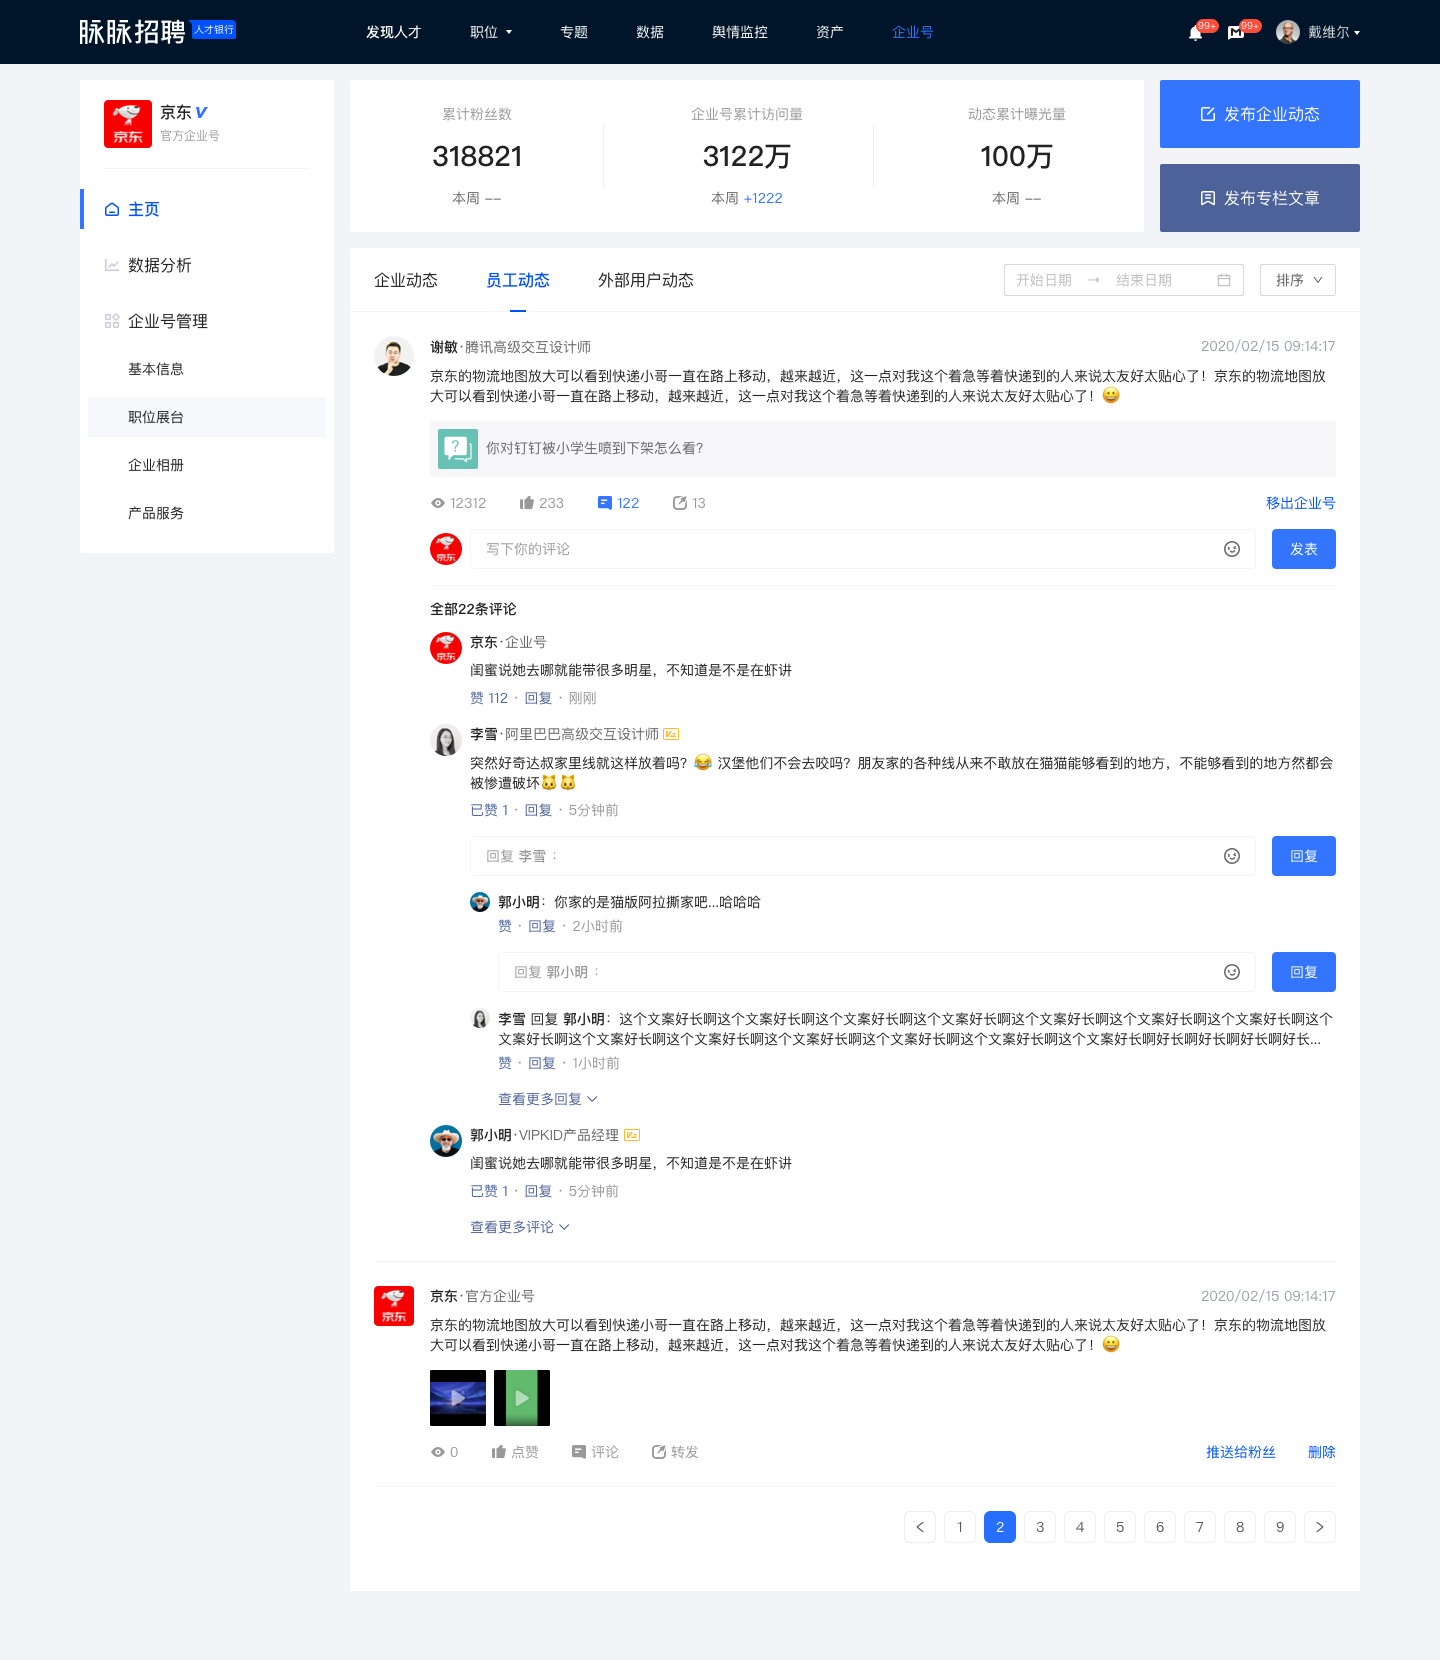 脉脉招聘 人才银行
发现人才 职位 专题 数据 舆情监控 资产 企业号
99+ 99+ 戴维尔
京东 V
官方企业号
主页
数据分析
企业号管理
基本信息
职位展台
企业相册
产品服务
累计粉丝数
318821
本周 --
企业号累计访问量
3122万
本周 +1222
动态累计曝光量
100万
本周 --
发布企业动态
发布专栏文章
企业动态 员工动态 外部用户动态
开始日期 → 结束日期 排序
谢敏·腾讯高级交互设计师 2020/02/15 09:14:17
京东的物流地图放大可以看到快递小哥一直在路上移动，越来越近，这一点对我这个着急等着快递到的人来说太友好太贴心了！京东的物流地图放
大可以看到快递小哥一直在路上移动，越来越近，这一点对我这个着急等着快递到的人来说太友好太贴心了！😀
你对钉钉被小学生喷到下架怎么看？
12312 233 122 13 移出企业号
京东
写下你的评论 发表
全部22条评论
京东
京东·企业号
闺蜜说她去哪就能带很多明星，不知道是不是在虾讲
赞 112 · 回复 · 刚刚
李雪·阿里巴巴高级交互设计师
突然好奇达叔家里线就这样放着吗？😂 汉堡他们不会去咬吗？朋友家的各种线从来不敢放在猫猫能够看到的地方，不能够看到的地方然都会
被惨遭破坏🐱🐱
已赞 1 · 回复 · 5分钟前
回复 李雪 ： 回复
郭小明：你家的是猫版阿拉撕家吧...哈哈哈
赞 · 回复 · 2小时前
回复 郭小明 ： 回复
李雪 回复 郭小明：这个文案好长啊这个文案好长啊这个文案好长啊这个文案好长啊这个文案好长啊这个文案好长啊这个文案好长啊这个
文案好长啊这个文案好长啊这个文案好长啊这个文案好长啊这个文案好长啊这个文案好长啊这个文案好长啊好长啊好长啊好长啊好长...
赞 · 回复 · 1小时前
查看更多回复
郭小明·VIPKID产品经理
闺蜜说她去哪就能带很多明星，不知道是不是在虾讲
已赞 1 · 回复 · 5分钟前
查看更多评论
京东
京东·官方企业号 2020/02/15 09:14:17
京东的物流地图放大可以看到快递小哥一直在路上移动，越来越近，这一点对我这个着急等着快递到的人来说太友好太贴心了！京东的物流地图放
大可以看到快递小哥一直在路上移动，越来越近，这一点对我这个着急等着快递到的人来说太友好太贴心了！😀
0 点赞 评论 转发 推送给粉丝 删除
1 2 3 4 5 6 7 8 9